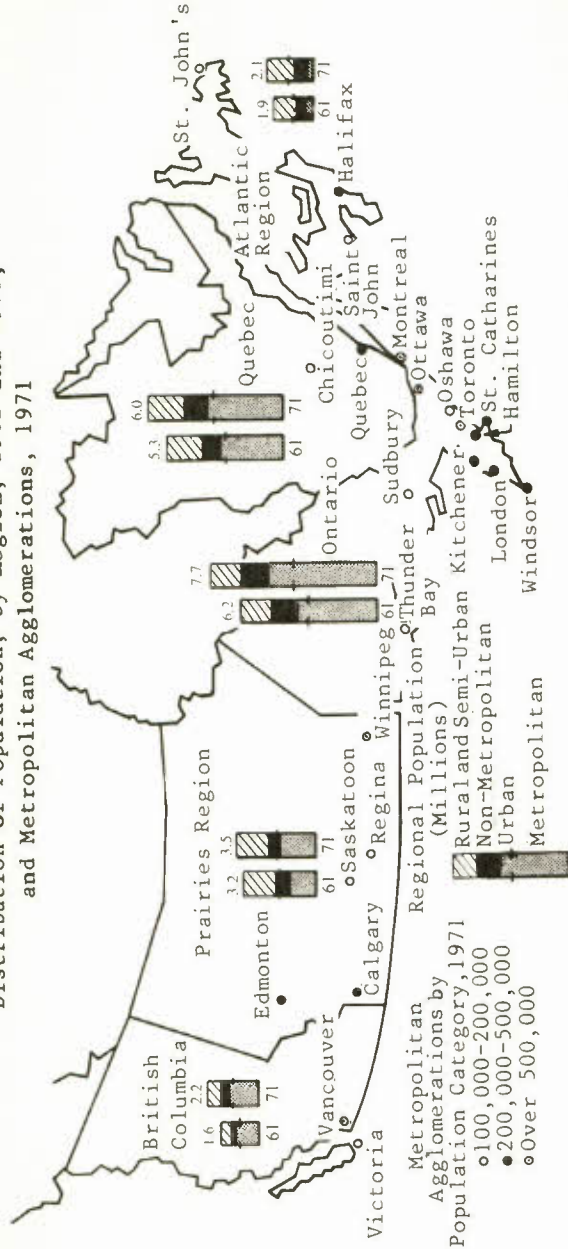 Distribution of Population, by Region, 1961 and 1971,
and Metropolitan Agglomerations, 1971
British
Columbia
1.6
2.2
61
71
Vancouver
Victoria
Prairies Region
3.2
3.5
61
71
Edmonton
Calgary
Saskatoon
Regina
Winnipeg
Ontario
6.2
7.7
61
71
Thunder
Bay
Sudbury
Kitchener
London
Windsor
Oshawa
Toronto
St. Catharines
Hamilton
Ottawa
Montreal
Quebec
5.3
6.0
61
71
Chicoutimi
Quebec
Saint
John
Atlantic
Region
St. John's
Halifax
1.9
2.1
61
71
Metropolitan
Agglomerations by
Population Category,1971
100,000-200,000
200,000-500,000
Over 500,000
Regional Population
(Millions)
Rural and Semi-Urban
Non-Metropolitan
Urban
Metropolitan